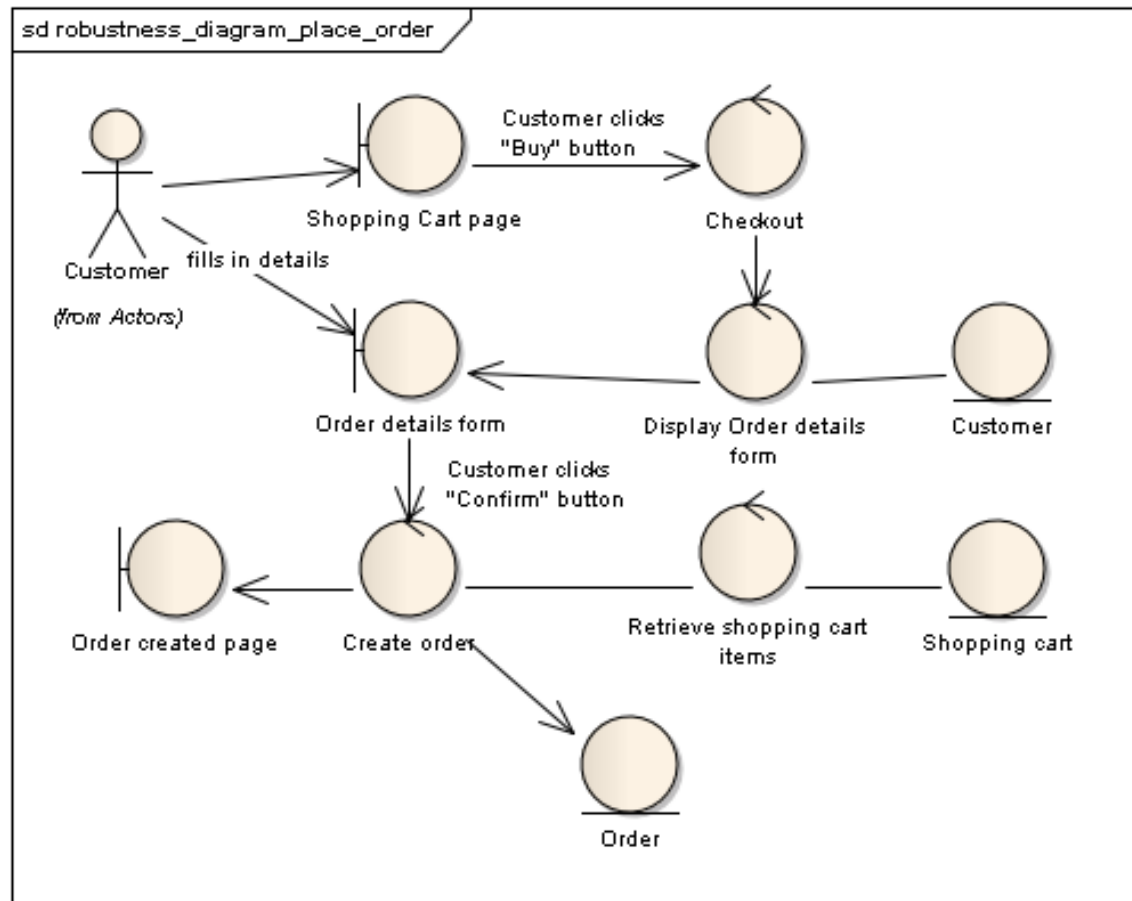 sd robustness_diagram_place_order
Customer clicks
"Buy" button
Shopping Cart page
Checkout
Customer
(from Actors)
fills in details
Order details form
Display Order details
form
Customer
Customer clicks
"Confirm" button
Order created page
Create order
Retrieve shopping cart
items
Shopping cart
Order